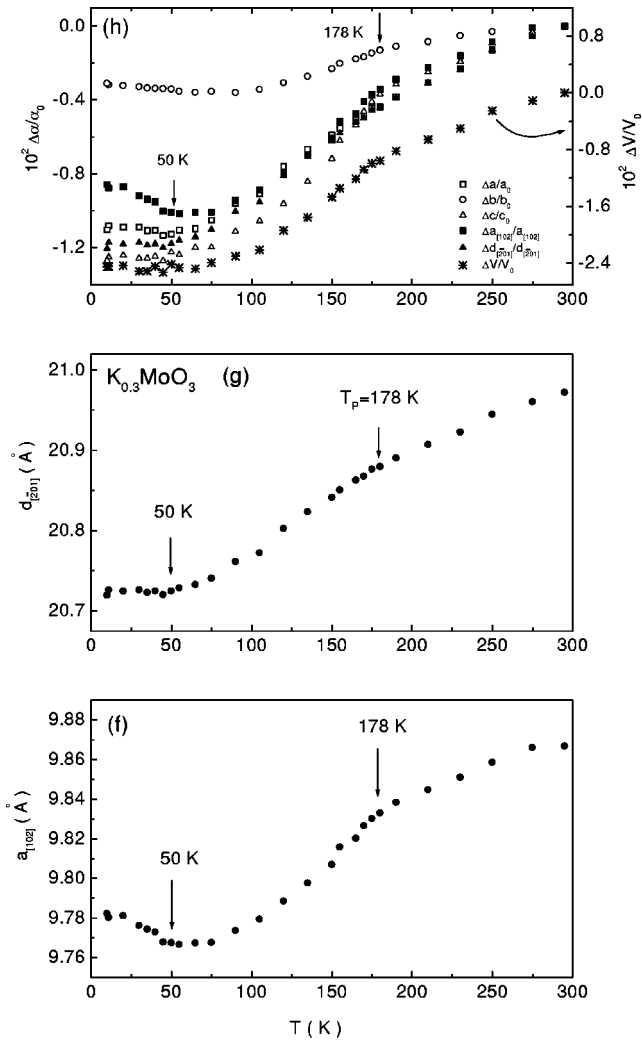 (h)
178 K
50 K
0.0
-0.4
-0.8
-1.2
10² Δα/α₀
0.8
0.0
-0.8
-1.6
-2.4
10² ΔV/V₀
Δa/a₀
Δb/b₀
Δc/c₀
Δa[102]/a[102]
Δd[2̄01]/d[2̄01]
ΔV/V₀
0 50 100 150 200 250 300
K₀.₃MoO₃
(g)
T_P=178 K
50 K
21.0
20.9
20.8
20.7
d[2̄01] (Å)
0 50 100 150 200 250 300
(f)
178 K
50 K
9.88
9.86
9.84
9.82
9.80
9.78
9.76
a[102] (Å)
0 50 100 150 200 250 300
T ( K )